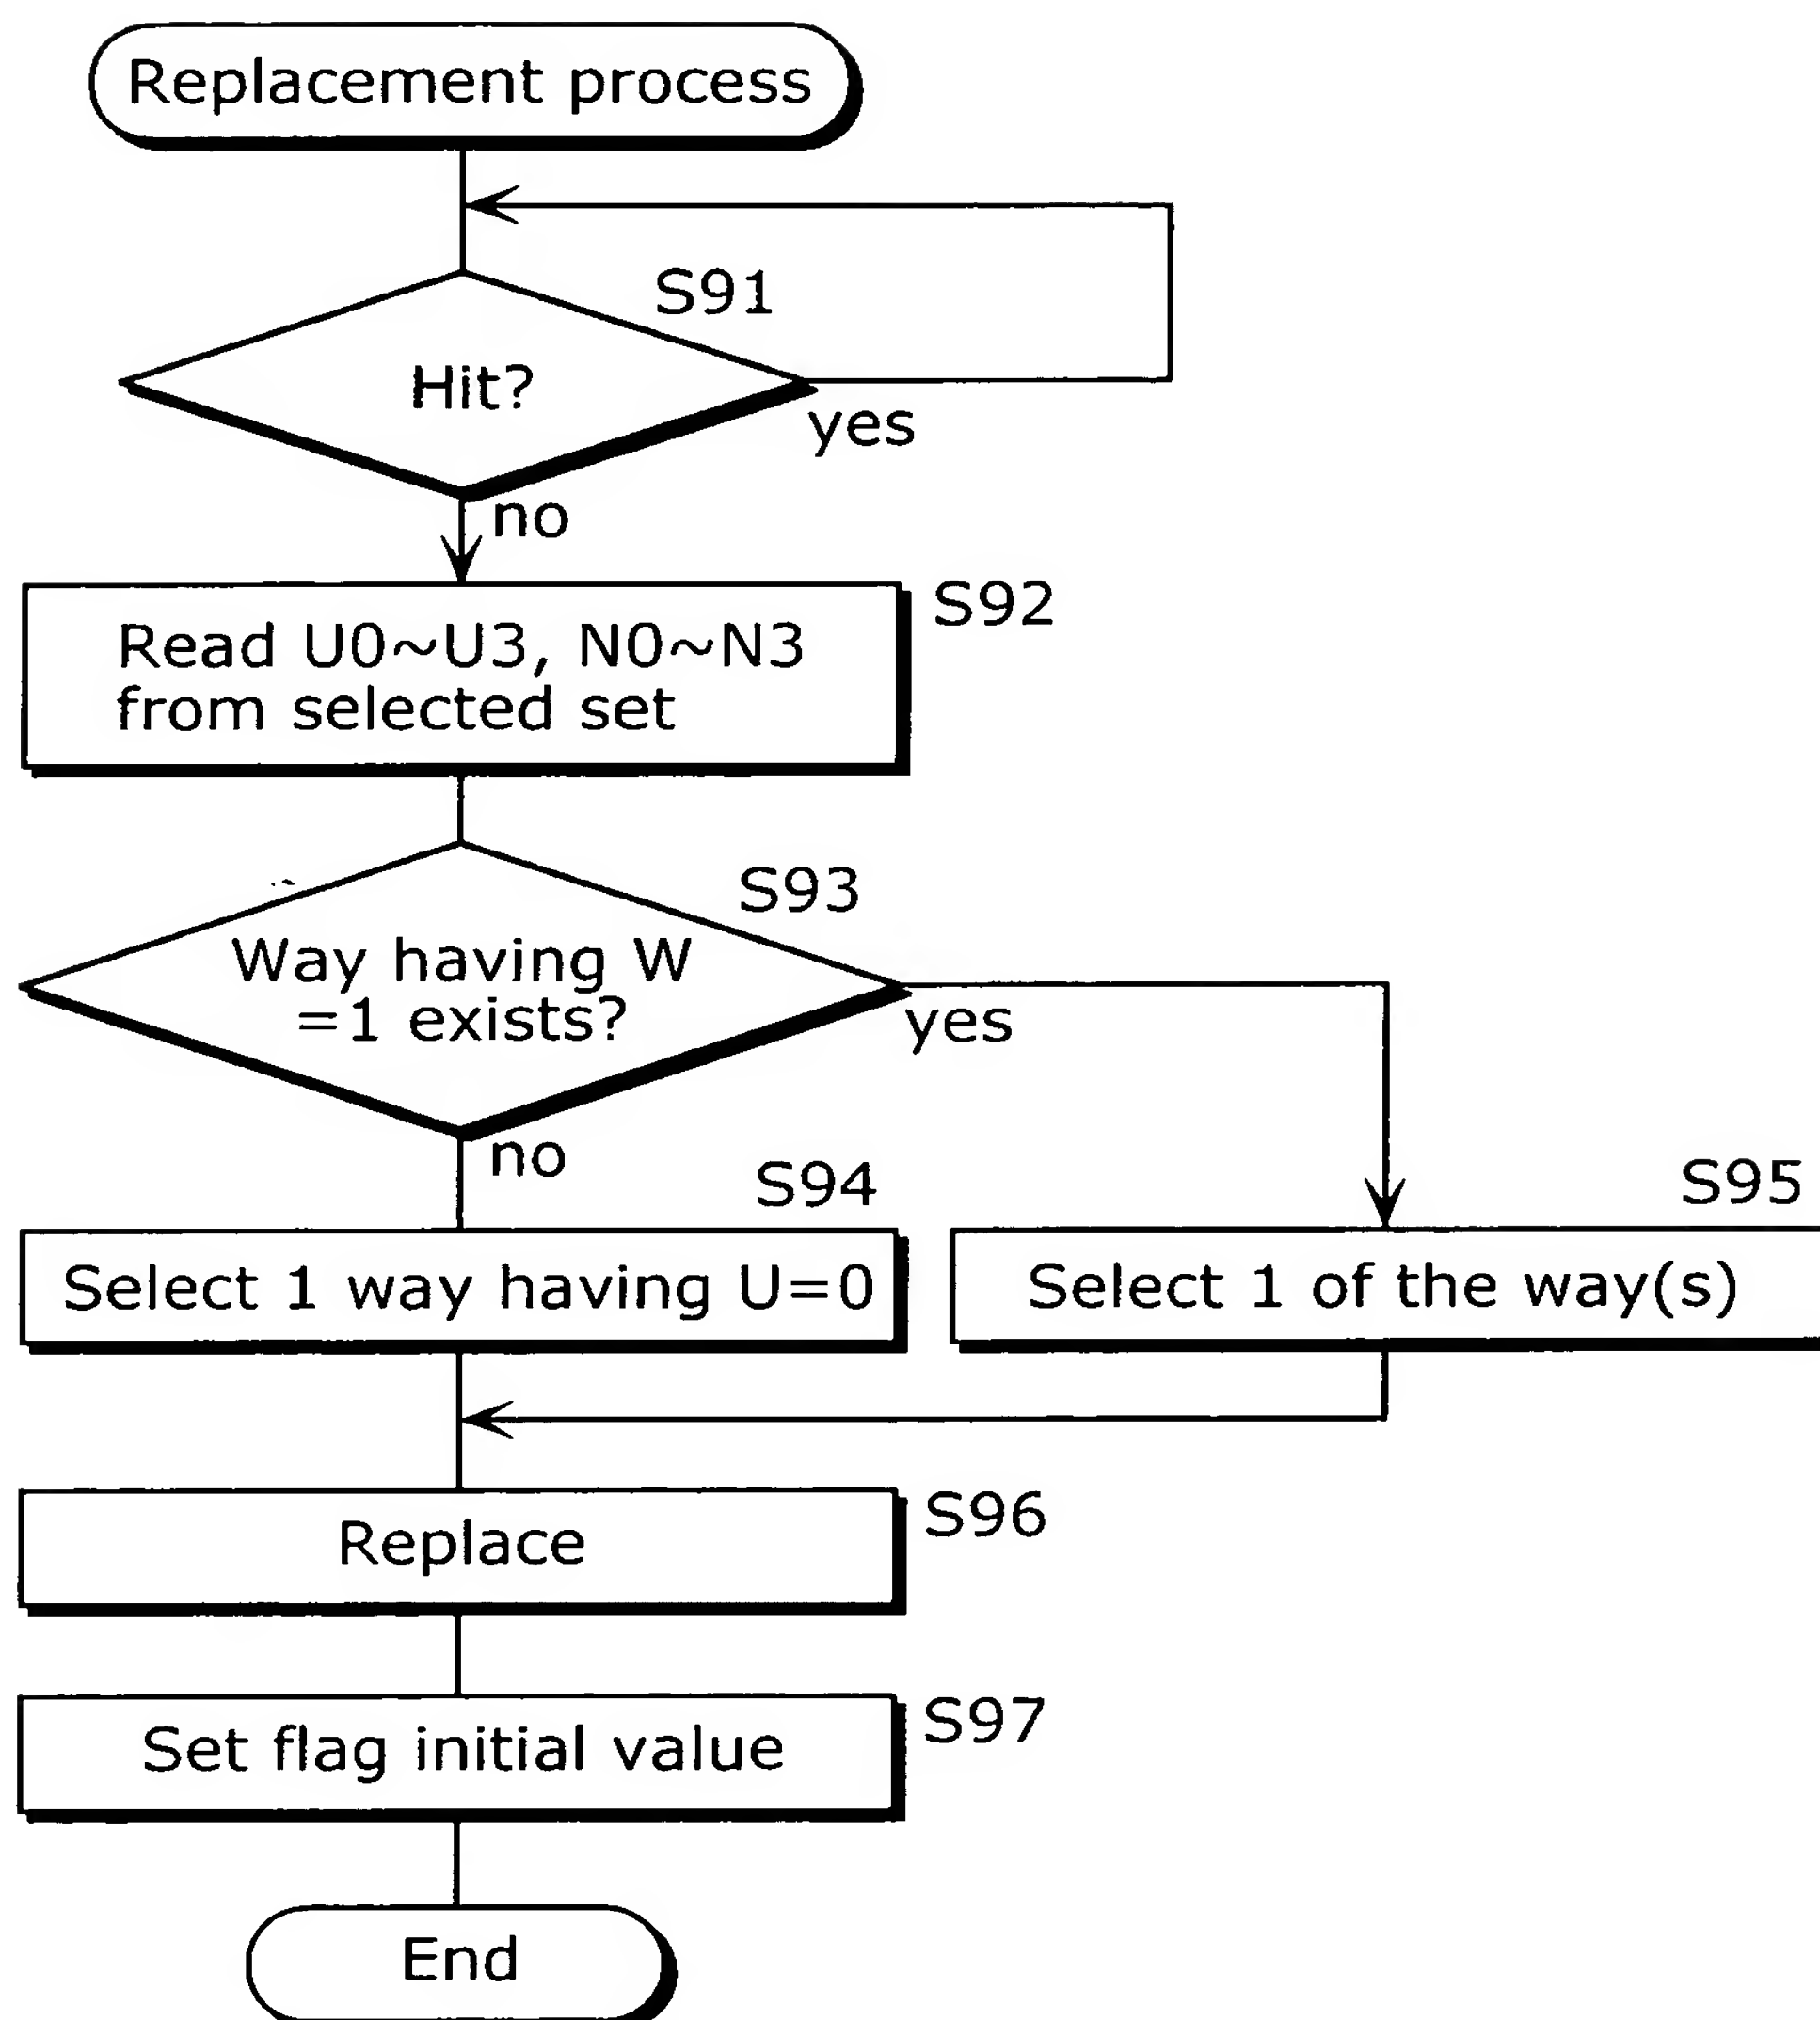 Replacement process
S91
Hit?
yes
no
S92
Read U0~U3, N0~N3
from selected set
S93
Way having W
=1 exists?
yes
no
S94
S95
Select 1 way having U=0
Select 1 of the way(s)
S96
Replace
S97
Set flag initial value
End